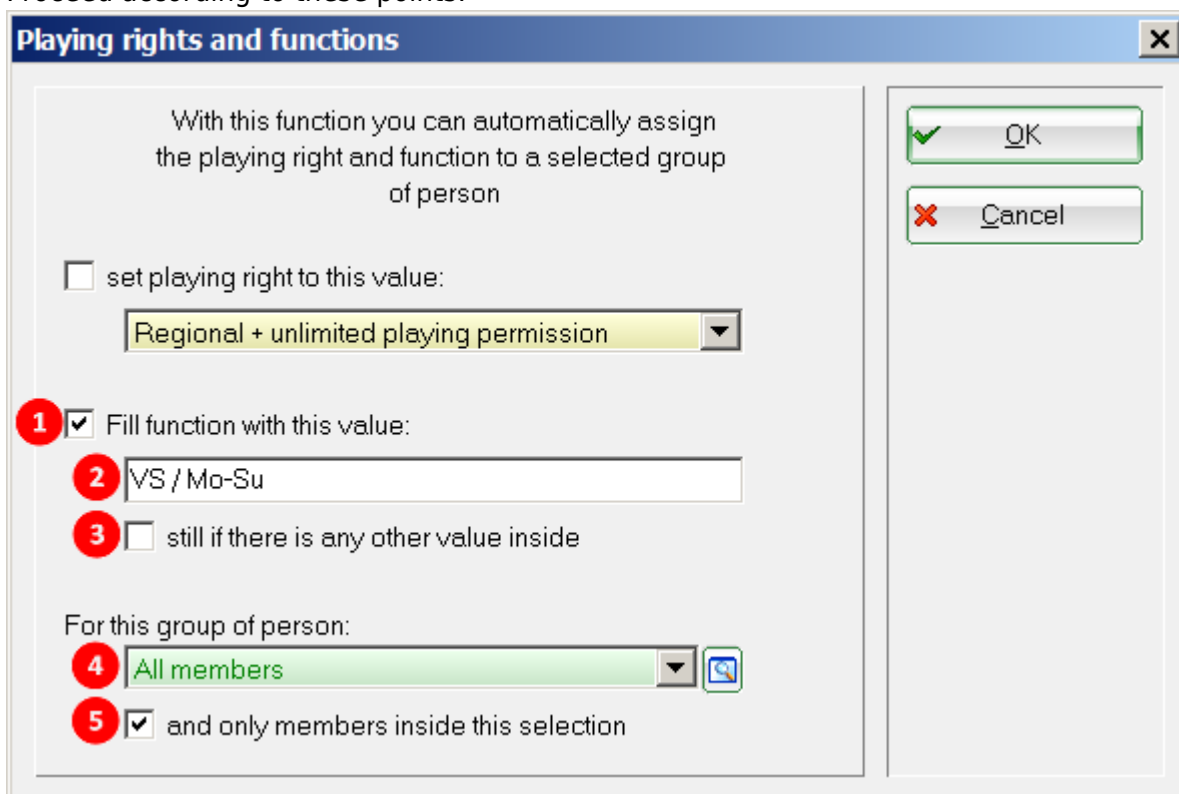 Proceed according to these points:
Playing rights and functions
With this function you can automatically assign
the playing right and function to a selected group
of person
OK
Cancel
set playing right to this value:
Regional + unlimited playing permission
1 Fill function with this value:
2 VS / Mo-Su
3 still if there is any other value inside
For this group of person:
4 All members
5 and only members inside this selection